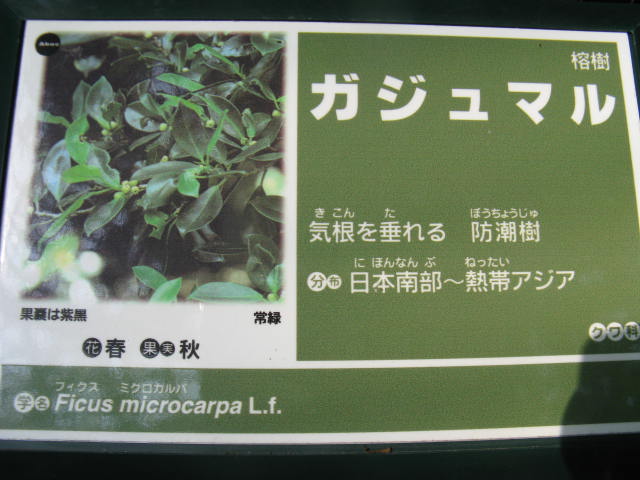 Aboc
榕樹
ガジュマル
きこん た ぼうちょうじゅ
気根を垂れる 防潮樹
にほんなんぶ ねったい
分布 日本南部～熱帯アジア
クワ科
果嚢は紫黒 常緑
花春 果実秋
フィクス ミクロカルパ
学名 Ficus microcarpa L.f.